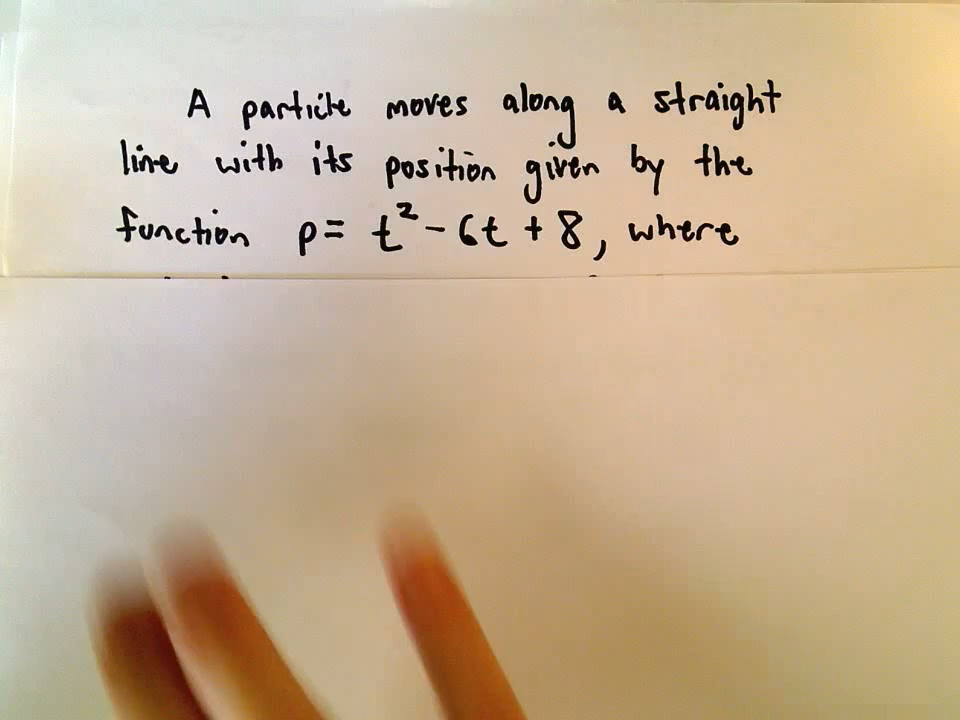 A particle moves along a straight
line with its position given by the
function p = t² - 6t + 8, where